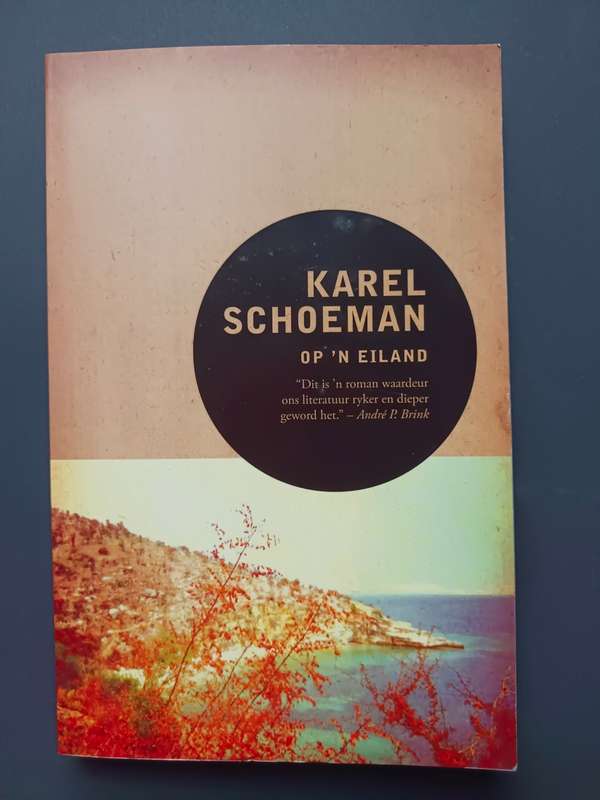 KAREL
SCHOEMAN
OP ’N EILAND
“Dit is ’n roman waardeur
ons literatuur ryker en dieper
geword het.” – André P. Brink